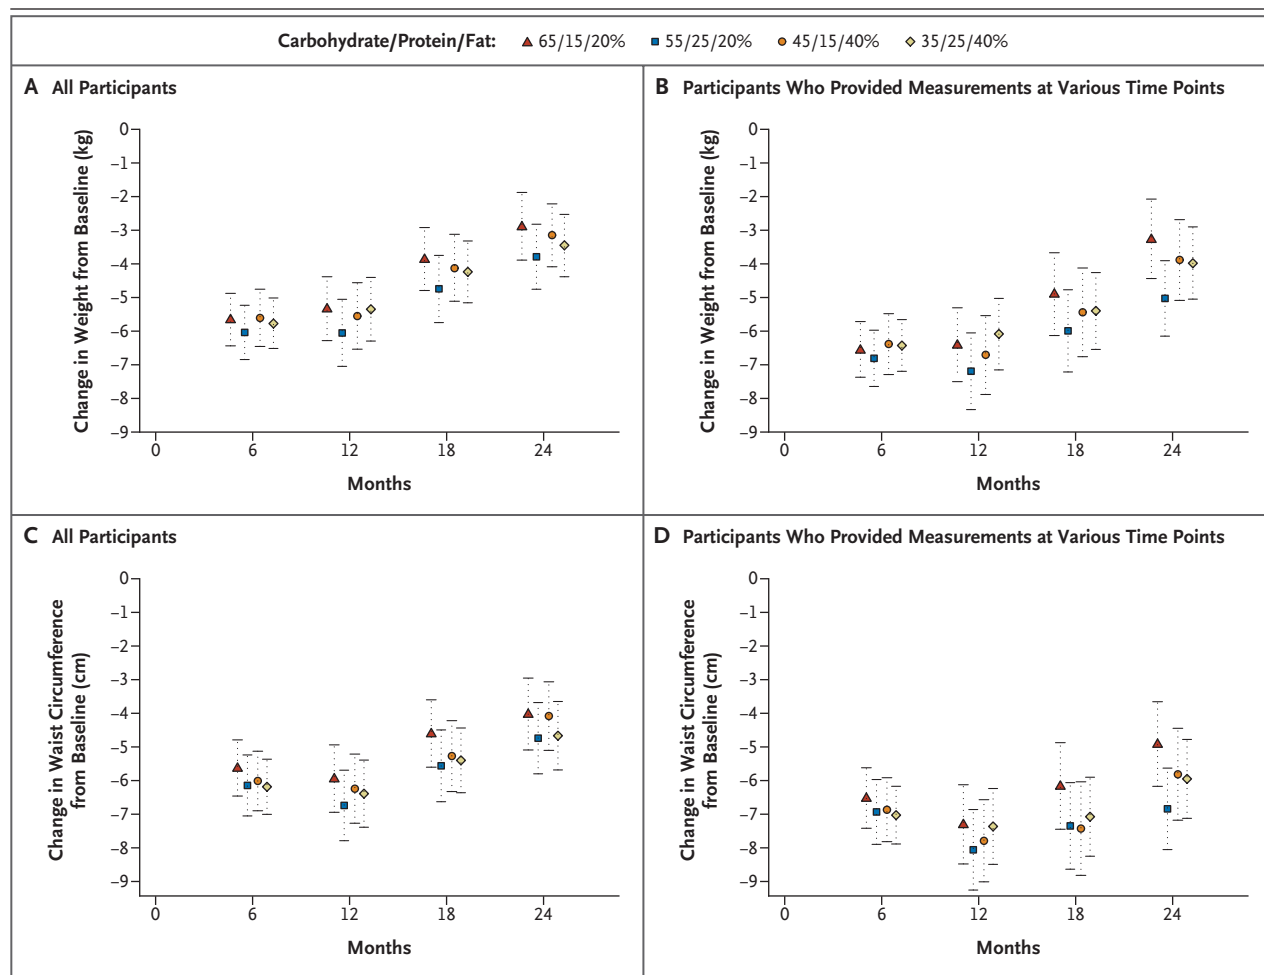 Carbohydrate/Protein/Fat: 65/15/20% 55/25/20% 45/15/40% 35/25/40%
A All Participants
Change in Weight from Baseline (kg)
0
–1
–2
–3
–4
–5
–6
–7
–8
–9
0 6 12 18 24
Months
B Participants Who Provided Measurements at Various Time Points
Change in Weight from Baseline (kg)
0
–1
–2
–3
–4
–5
–6
–7
–8
–9
0 6 12 18 24
Months
C All Participants
Change in Waist Circumference
from Baseline (cm)
0
–1
–2
–3
–4
–5
–6
–7
–8
–9
0 6 12 18 24
Months
D Participants Who Provided Measurements at Various Time Points
Change in Waist Circumference
from Baseline (cm)
0
–1
–2
–3
–4
–5
–6
–7
–8
–9
0 6 12 18 24
Months